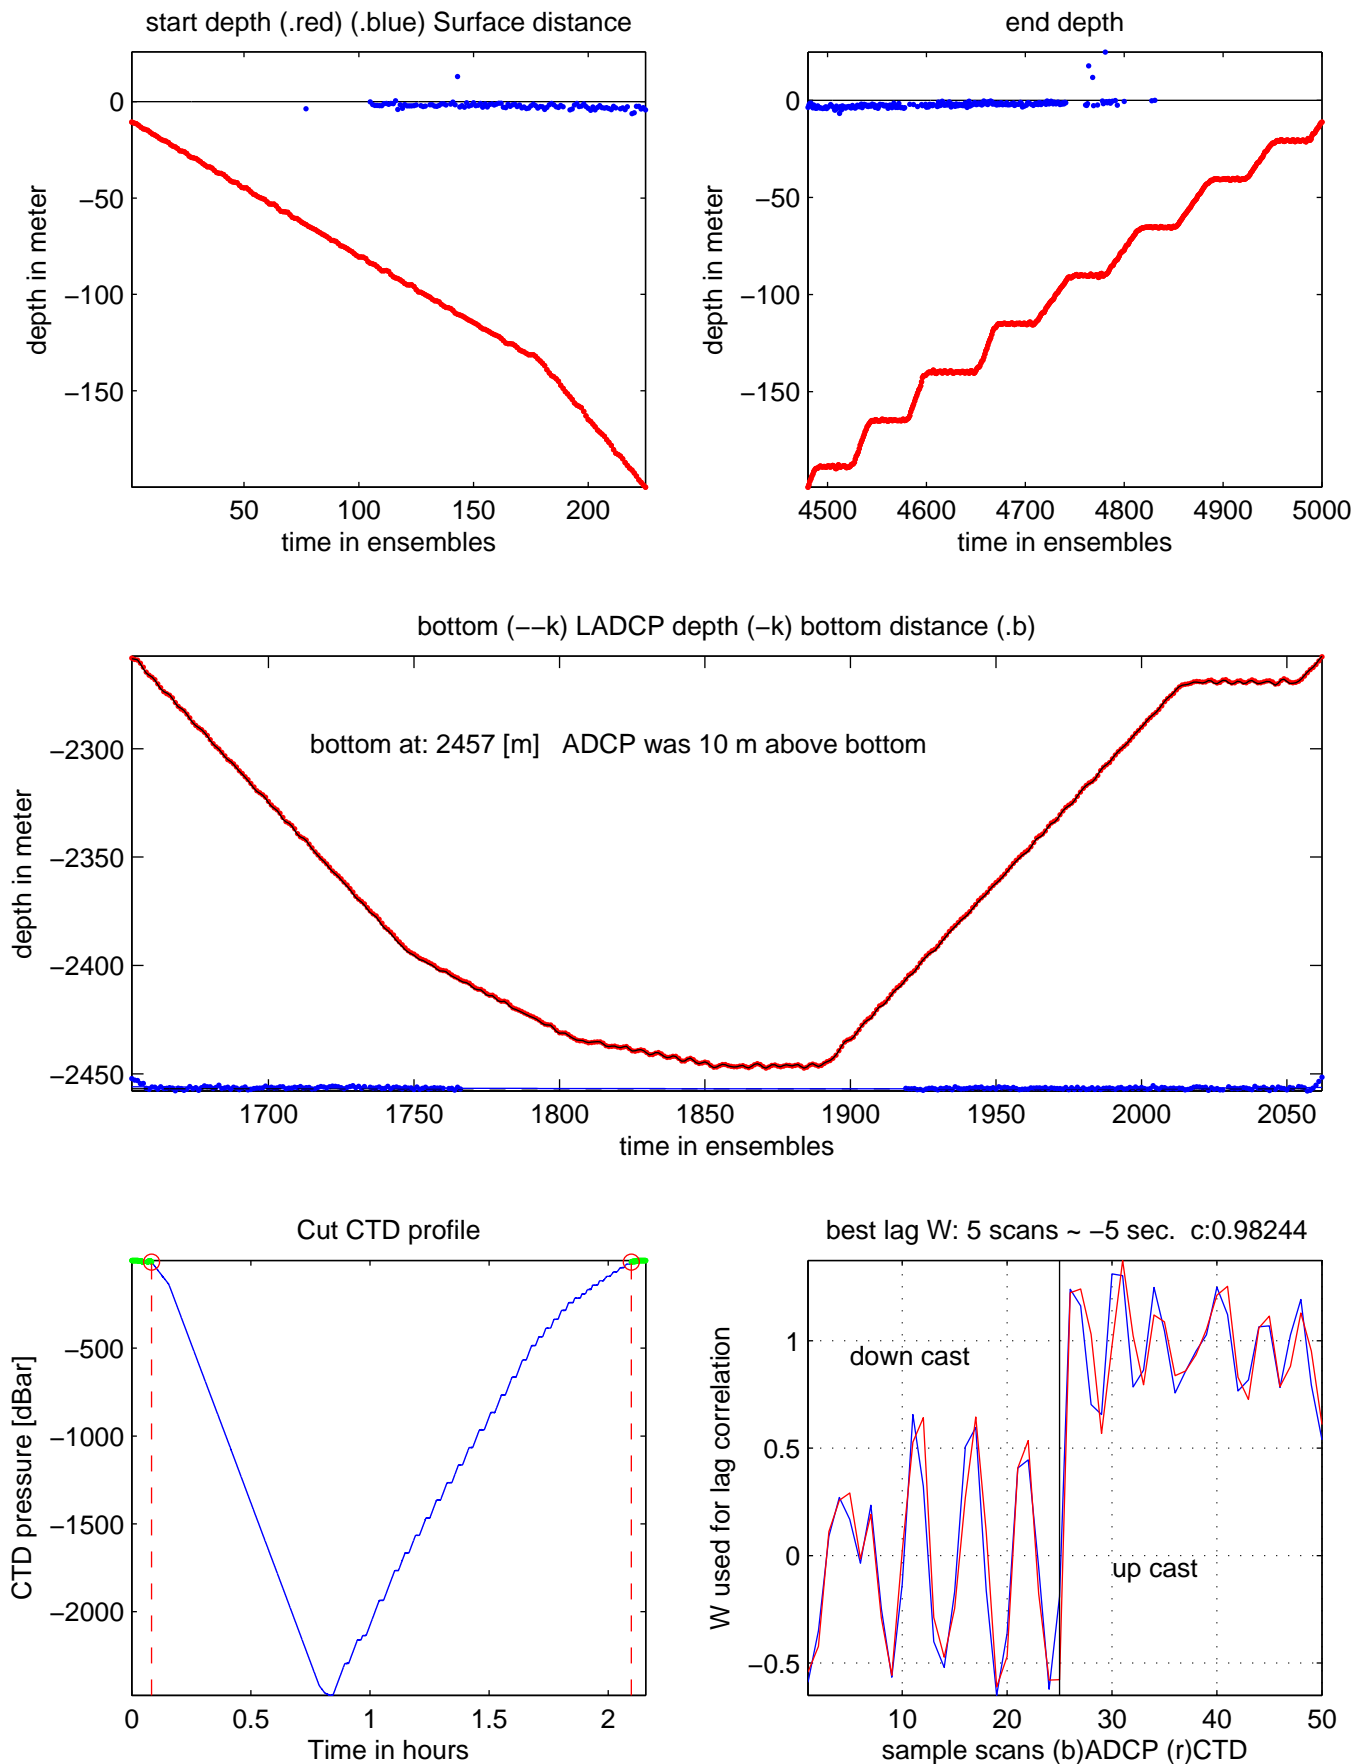 start depth (.red) (.blue) Surface distance
0
−50
−100
−150
depth in meter
50
100
150
200
time in ensembles
end depth
0
−50
−100
−150
depth in meter
4500
4600
4700
4800
4900
5000
time in ensembles
bottom (−−k) LADCP depth (−k) bottom distance (.b)
bottom at: 2457 [m]   ADCP was 10 m above bottom
−2300
−2350
−2400
−2450
depth in meter
1700
1750
1800
1850
1900
1950
2000
2050
time in ensembles
Cut CTD profile
−500
−1000
−1500
−2000
CTD pressure [dBar]
0
0.5
1
1.5
2
Time in hours
best lag W: 5 scans ~ −5 sec.  c:0.98244
1
0.5
0
−0.5
W used for lag correlation
down cast
up cast
10
20
30
40
50
sample scans (b)ADCP (r)CTD